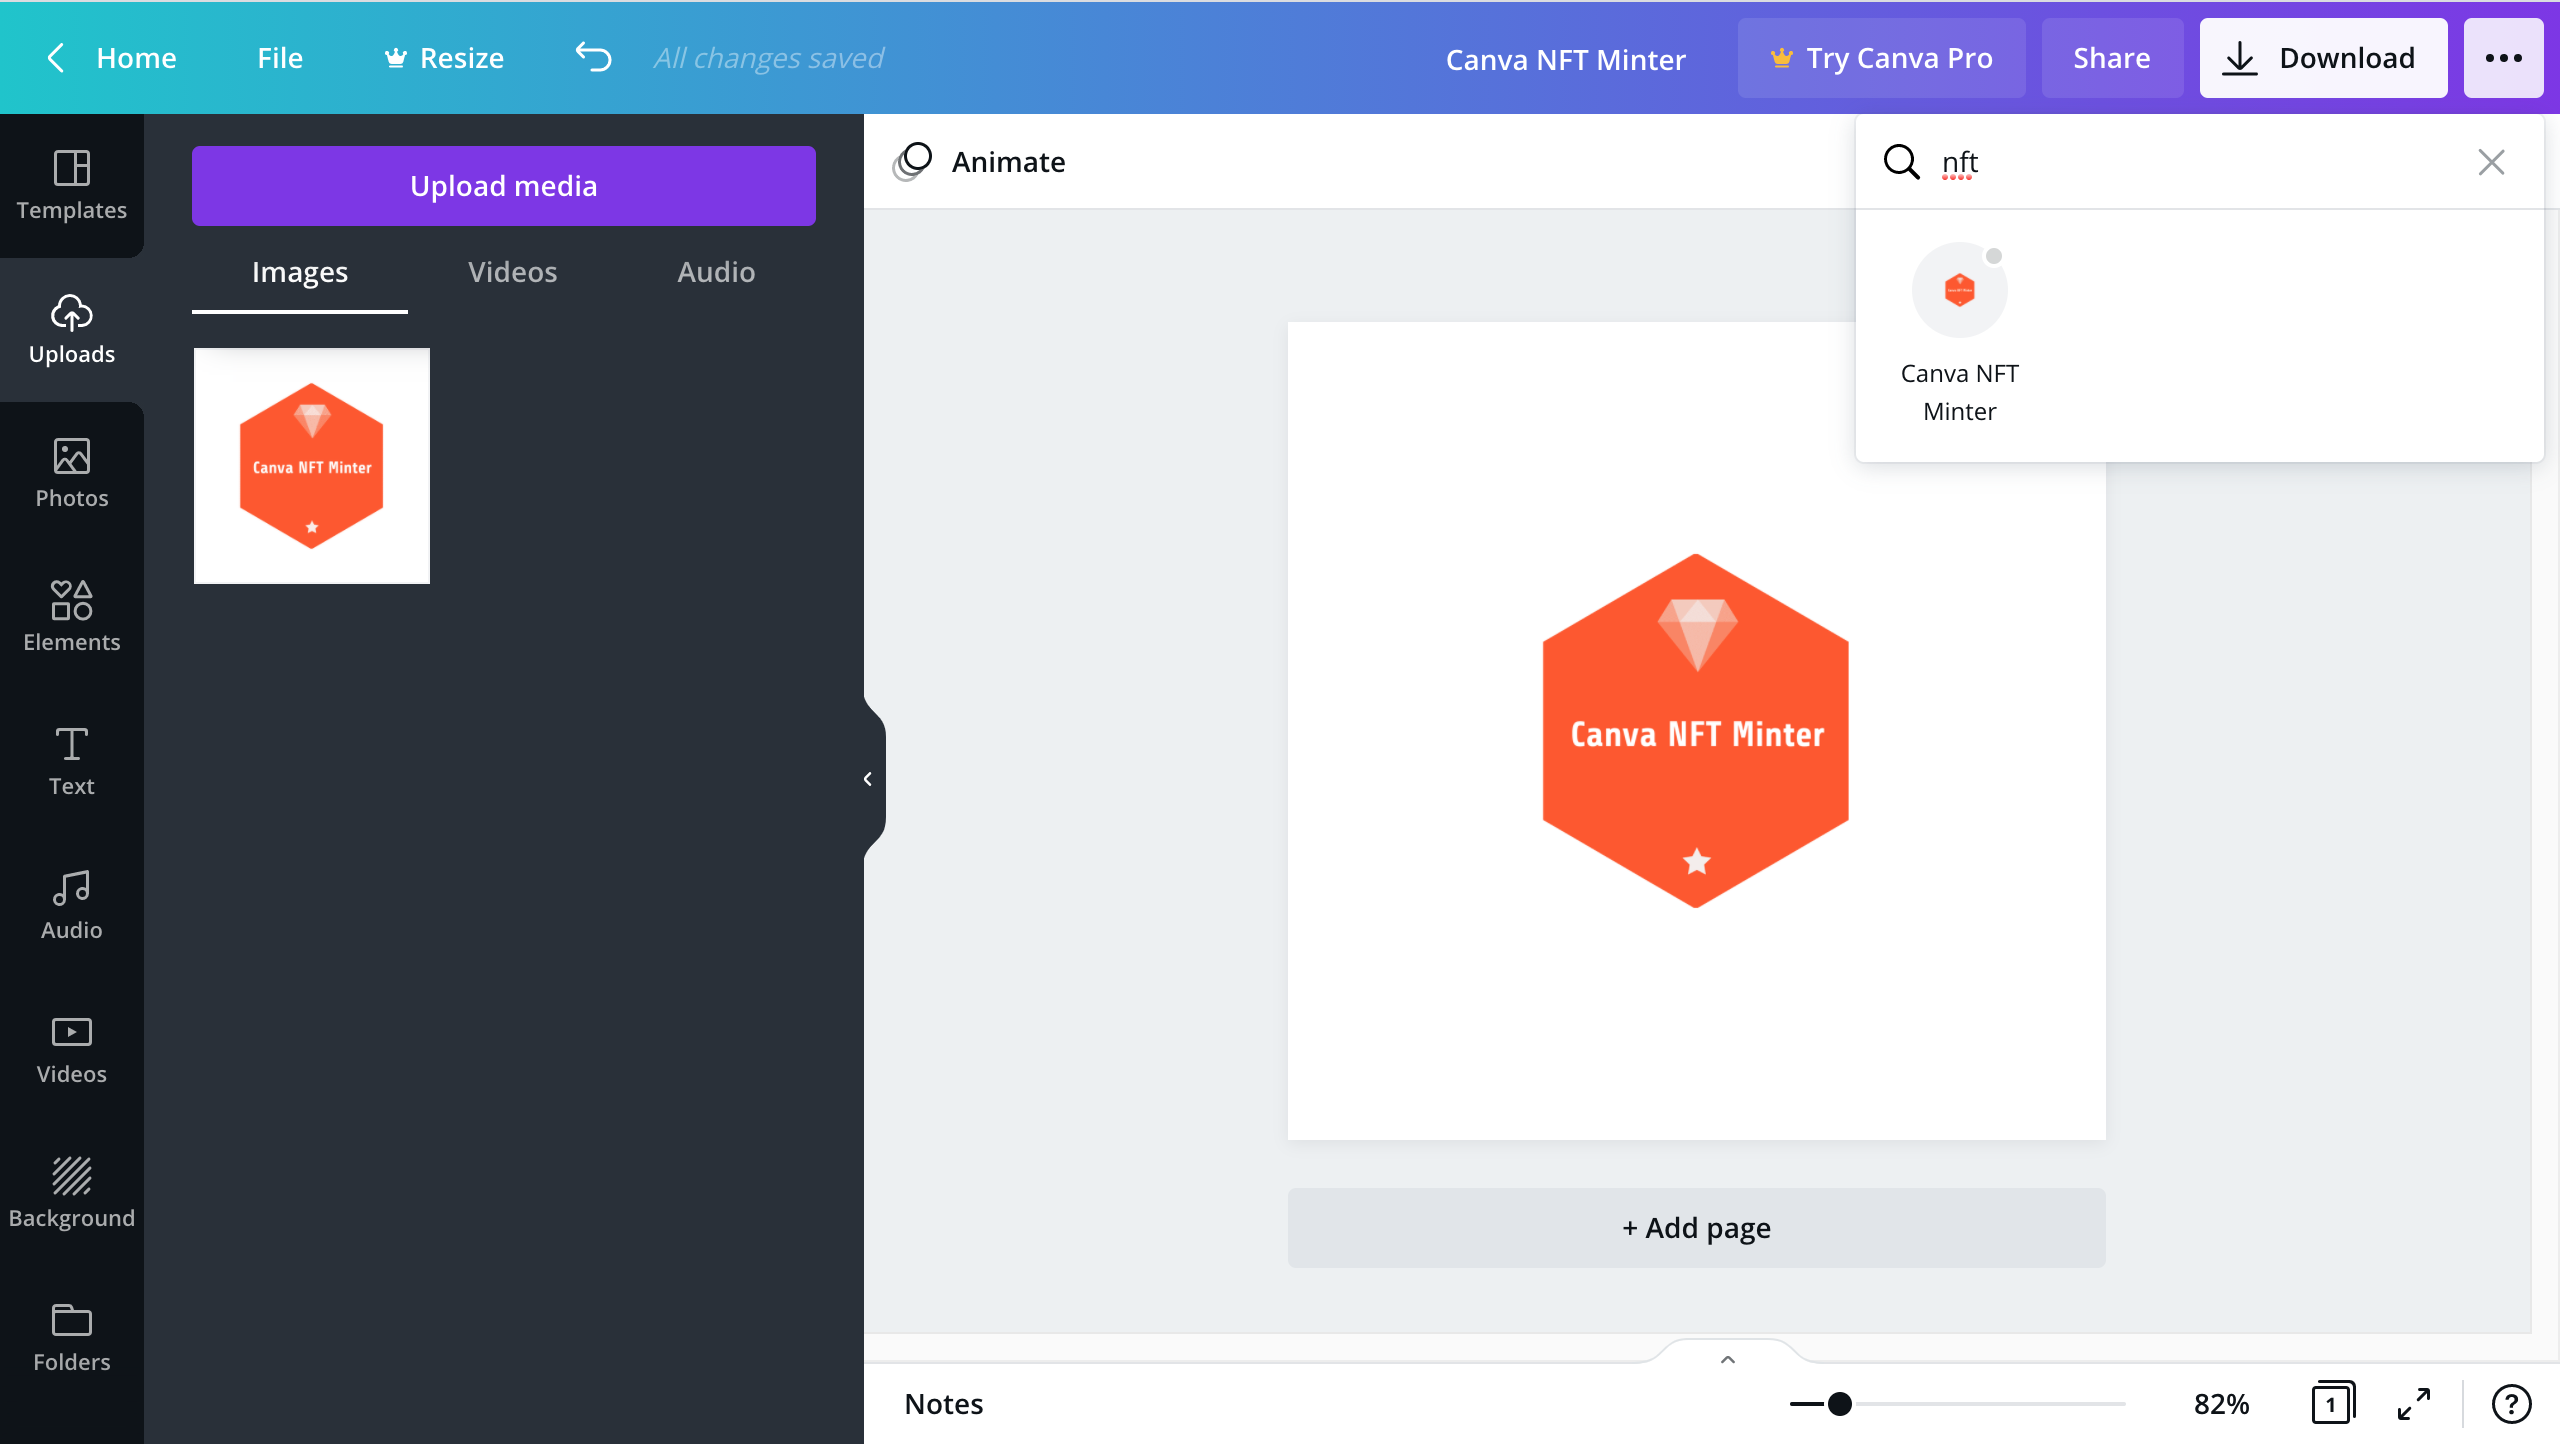 Home File Resize All changes saved Canva NFT Minter Try Canva Pro Share Download
Templates
Uploads
Photos
Elements
Text
Audio
Videos
Background
Folders
Upload media
Images Videos Audio
Canva NFT Minter
Animate
nft
Canva NFT
Minter
Canva NFT Minter
+ Add page
Notes 82% 1 ?